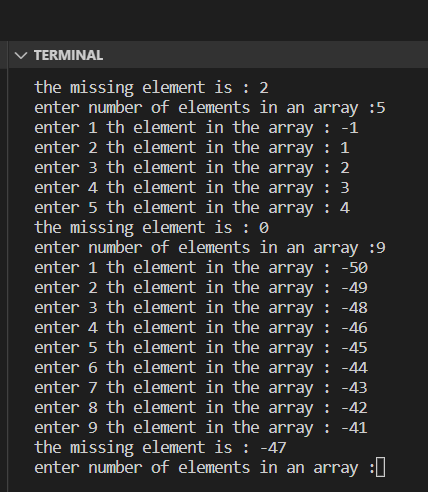 TERMINAL
the missing element is : 2
enter number of elements in an array :5
enter 1 th element in the array : -1
enter 2 th element in the array : 1
enter 3 th element in the array : 2
enter 4 th element in the array : 3
enter 5 th element in the array : 4
the missing element is : 0
enter number of elements in an array :9
enter 1 th element in the array : -50
enter 2 th element in the array : -49
enter 3 th element in the array : -48
enter 4 th element in the array : -46
enter 5 th element in the array : -45
enter 6 th element in the array : -44
enter 7 th element in the array : -43
enter 8 th element in the array : -42
enter 9 th element in the array : -41
the missing element is : -47
enter number of elements in an array :